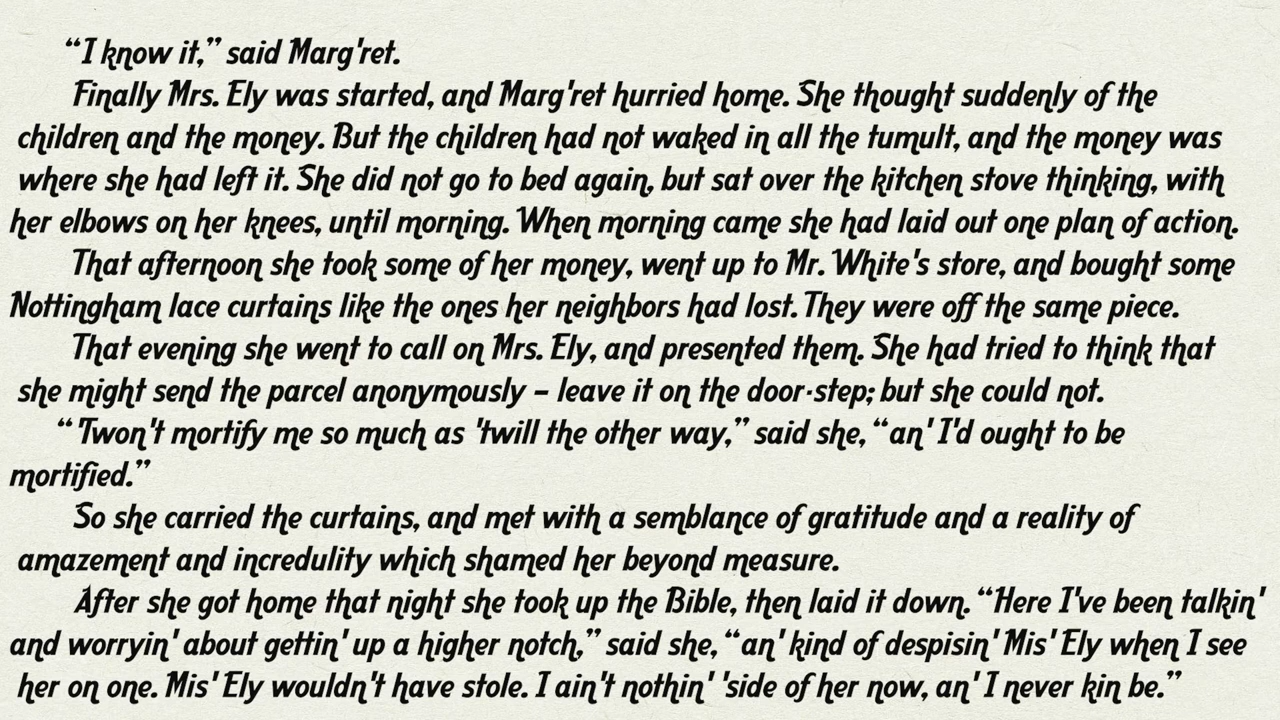 “I know it,” said Marg'ret.
Finally Mrs. Ely was started, and Marg'ret hurried home. She thought suddenly of the
children and the money. But the children had not waked in all the tumult, and the money was
where she had left it. She did not go to bed again, but sat over the kitchen stove thinking, with
her elbows on her knees, until morning. When morning came she had laid out one plan of action.
That afternoon she took some of her money, went up to Mr. White's store, and bought some
Nottingham lace curtains like the ones her neighbors had lost. They were off the same piece.
That evening she went to call on Mrs. Ely, and presented them. She had tried to think that
she might send the parcel anonymously – leave it on the door-step; but she could not.
“'Twon't mortify me so much as 'twill the other way,” said she, “an' I'd ought to be
mortified.”
So she carried the curtains, and met with a semblance of gratitude and a reality of
amazement and incredulity which shamed her beyond measure.
After she got home that night she took up the Bible, then laid it down. “Here I've been talkin'
and worryin' about gettin' up a higher notch,” said she, “an' kind of despisin' Mis' Ely when I see
her on one. Mis' Ely wouldn't have stole. I ain't nothin' 'side of her now, an' I never kin be.”